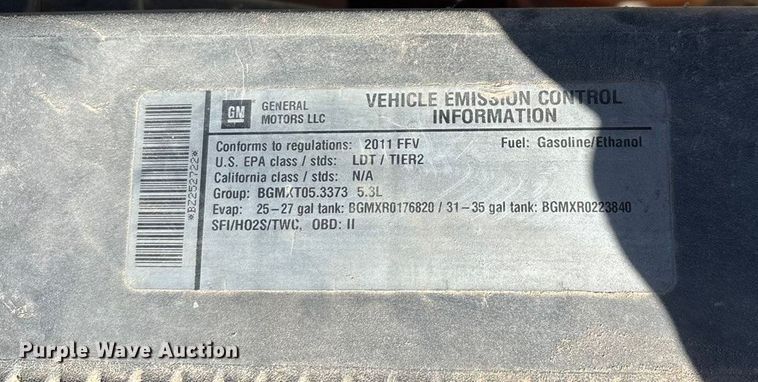 *BZ252722*
GM
GENERAL
MOTORS LLC
VEHICLE EMISSION CONTROL
INFORMATION
Conforms to regulations: 2011 FFV Fuel: Gasoline/Ethanol
U.S. EPA class / stds: LDT / TIER2
California class / stds: N/A
Group: BGMXT05.3373 5.3L
Evap: 25-27 gal tank: BGMXR0176820 / 31-35 gal tank: BGMXR0223840
SFI/HO2S/TWC, OBD: II
Purple Wave Auction